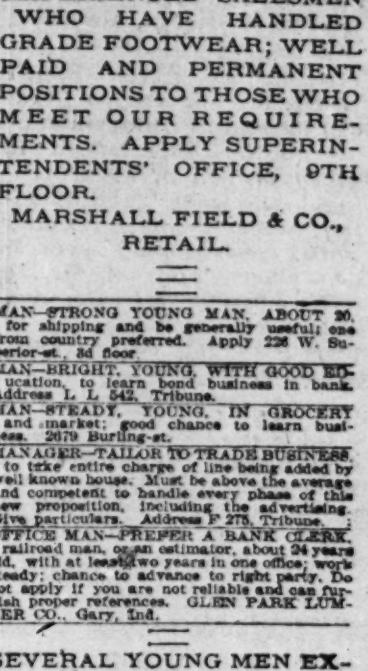 SALESMEN
WHO HAVE HANDLED
GRADE FOOTWEAR; WELL
PAID AND PERMANENT
POSITIONS TO THOSE WHO
MEET OUR REQUIRE-
MENTS. APPLY SUPERIN-
TENDENTS' OFFICE, 9TH
FLOOR.
MARSHALL FIELD & CO.,
RETAIL.
MAN—STRONG YOUNG MAN, ABOUT 20,
for shipping and be generally useful; one
from country preferred. Apply 226 W. Su-
perior-st., 3d floor.
MAN—BRIGHT, YOUNG, WITH GOOD ED-
ucation, to learn bond business in bank.
Address L L 542, Tribune.
MAN—STEADY, YOUNG, IN GROCERY
and market; good chance to learn busi-
ness. 2679 Burling-st.
MANAGER—TAILOR TO TRADE BUSINESS,
to take entire charge of line being added by
well known house. Must be above the average
and competent to handle every phase of this
new proposition, including the advertising.
Give particulars. Address F 275, Tribune.
OFFICE MAN—PREFER A BANK CLERK,
railroad man, or an estimator, about 24 years
old, with at least two years in one office; work
steady; chance to advance to right party. Do
not apply if you are not reliable and can fur-
nish proper references. GLEN PARK LUM-
BER CO., Gary, Ind.
SEVERAL YOUNG MEN EX-